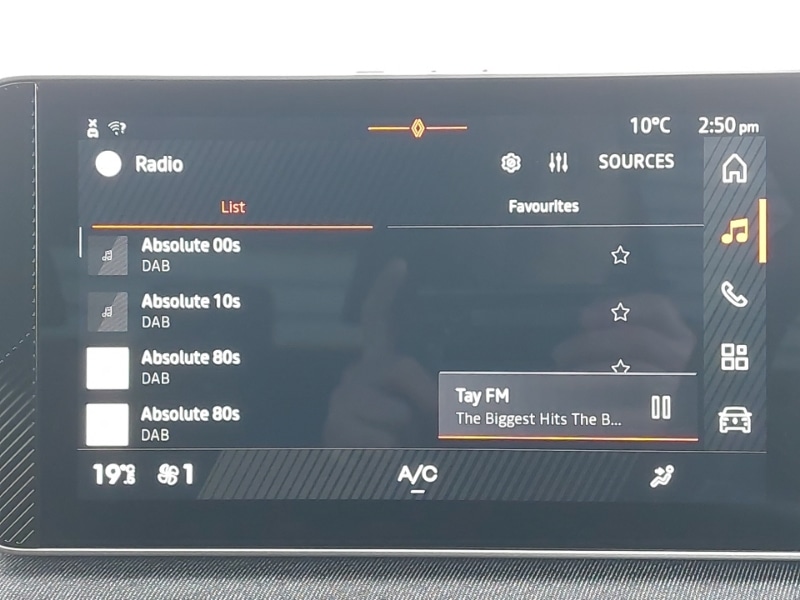 10°C 2:50 pm
Radio SOURCES
List Favourites
Absolute 00s
DAB
Absolute 10s
DAB
Absolute 80s
DAB
Absolute 80s
DAB
Tay FM
The Biggest Hits The B...
19°C 1 A/C